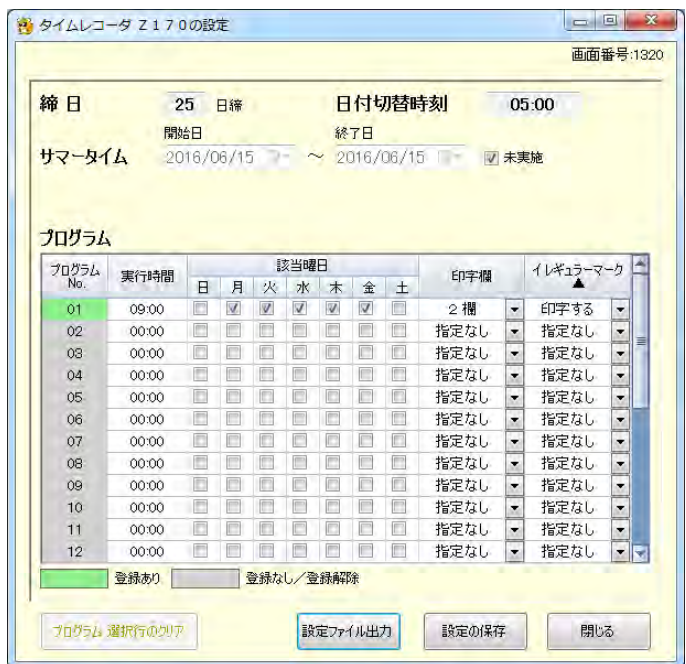 タイムレコーダ Z170の設定
画面番号:1320
締日 25 日締 日付切替時刻 05:00
開始日 終了日
サマータイム 2016/06/15 ～ 2016/06/15 未実施
プログラム
プログラムNo. 実行時間 該当曜日 印字欄 イレギュラーマーク▲
日 月 火 水 木 金 土
01 09:00 2 欄 印字する
02 00:00 指定なし 指定なし
03 00:00 指定なし 指定なし
04 00:00 指定なし 指定なし
05 00:00 指定なし 指定なし
06 00:00 指定なし 指定なし
07 00:00 指定なし 指定なし
08 00:00 指定なし 指定なし
09 00:00 指定なし 指定なし
10 00:00 指定なし 指定なし
11 00:00 指定なし 指定なし
12 00:00 指定なし 指定なし
登録あり 登録なし／登録解除
プログラム 選択行のクリア 設定ファイル出力 設定の保存 閉じる